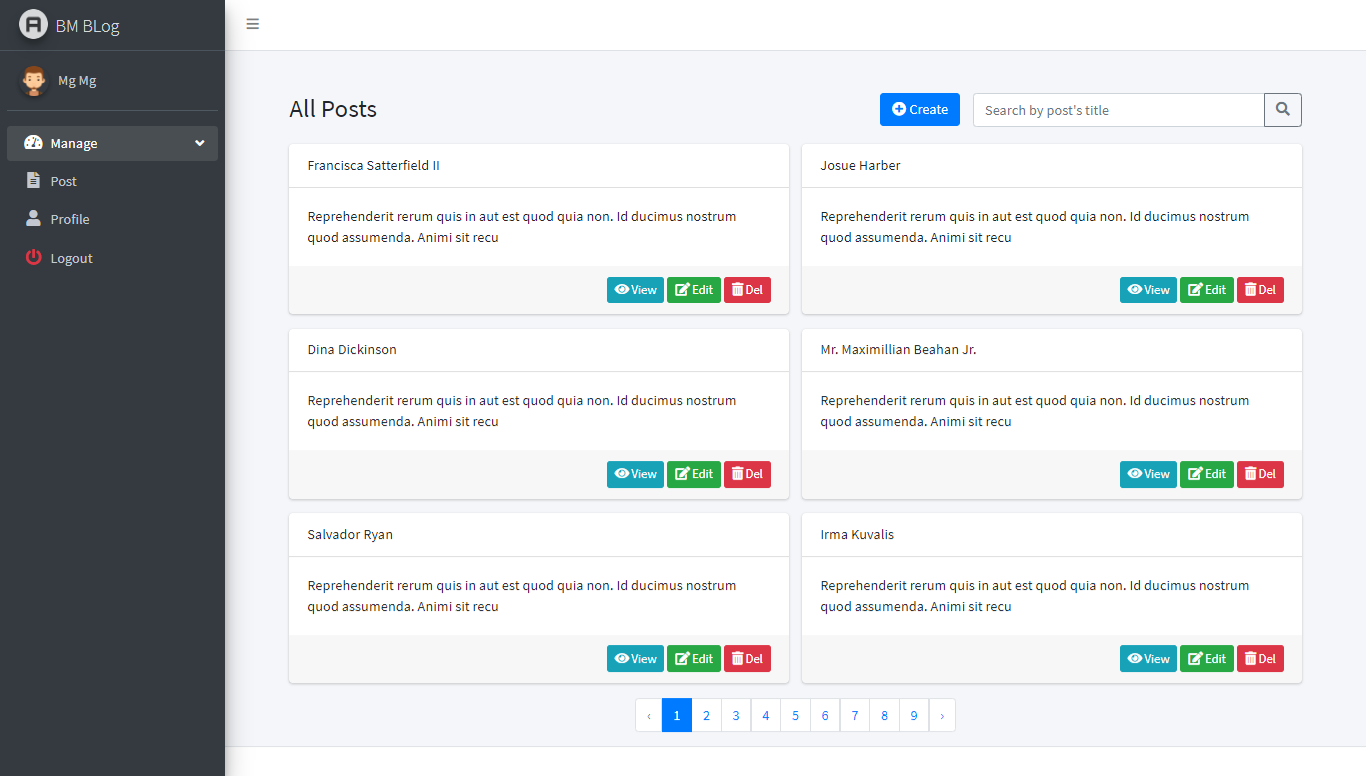 BM BLog
Mg Mg
Manage
Post
Profile
Logout
All Posts
Create
Search by post's title
Francisca Satterfield II
Reprehenderit rerum quis in aut est quod quia non. Id ducimus nostrum
quod assumenda. Animi sit recu
View Edit Del
Josue Harber
Reprehenderit rerum quis in aut est quod quia non. Id ducimus nostrum
quod assumenda. Animi sit recu
View Edit Del
Dina Dickinson
Reprehenderit rerum quis in aut est quod quia non. Id ducimus nostrum
quod assumenda. Animi sit recu
View Edit Del
Mr. Maximillian Beahan Jr.
Reprehenderit rerum quis in aut est quod quia non. Id ducimus nostrum
quod assumenda. Animi sit recu
View Edit Del
Salvador Ryan
Reprehenderit rerum quis in aut est quod quia non. Id ducimus nostrum
quod assumenda. Animi sit recu
View Edit Del
Irma Kuvalis
Reprehenderit rerum quis in aut est quod quia non. Id ducimus nostrum
quod assumenda. Animi sit recu
View Edit Del
‹ 1 2 3 4 5 6 7 8 9 ›